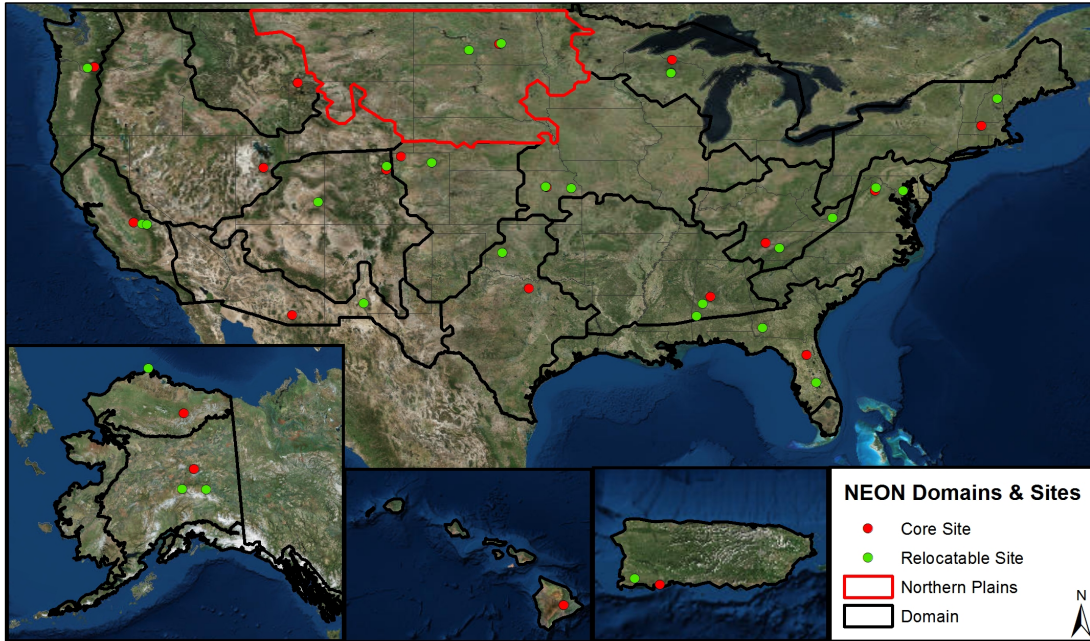 NEON Domains & Sites
Core Site
Relocatable Site
Northern Plains
Domain
N